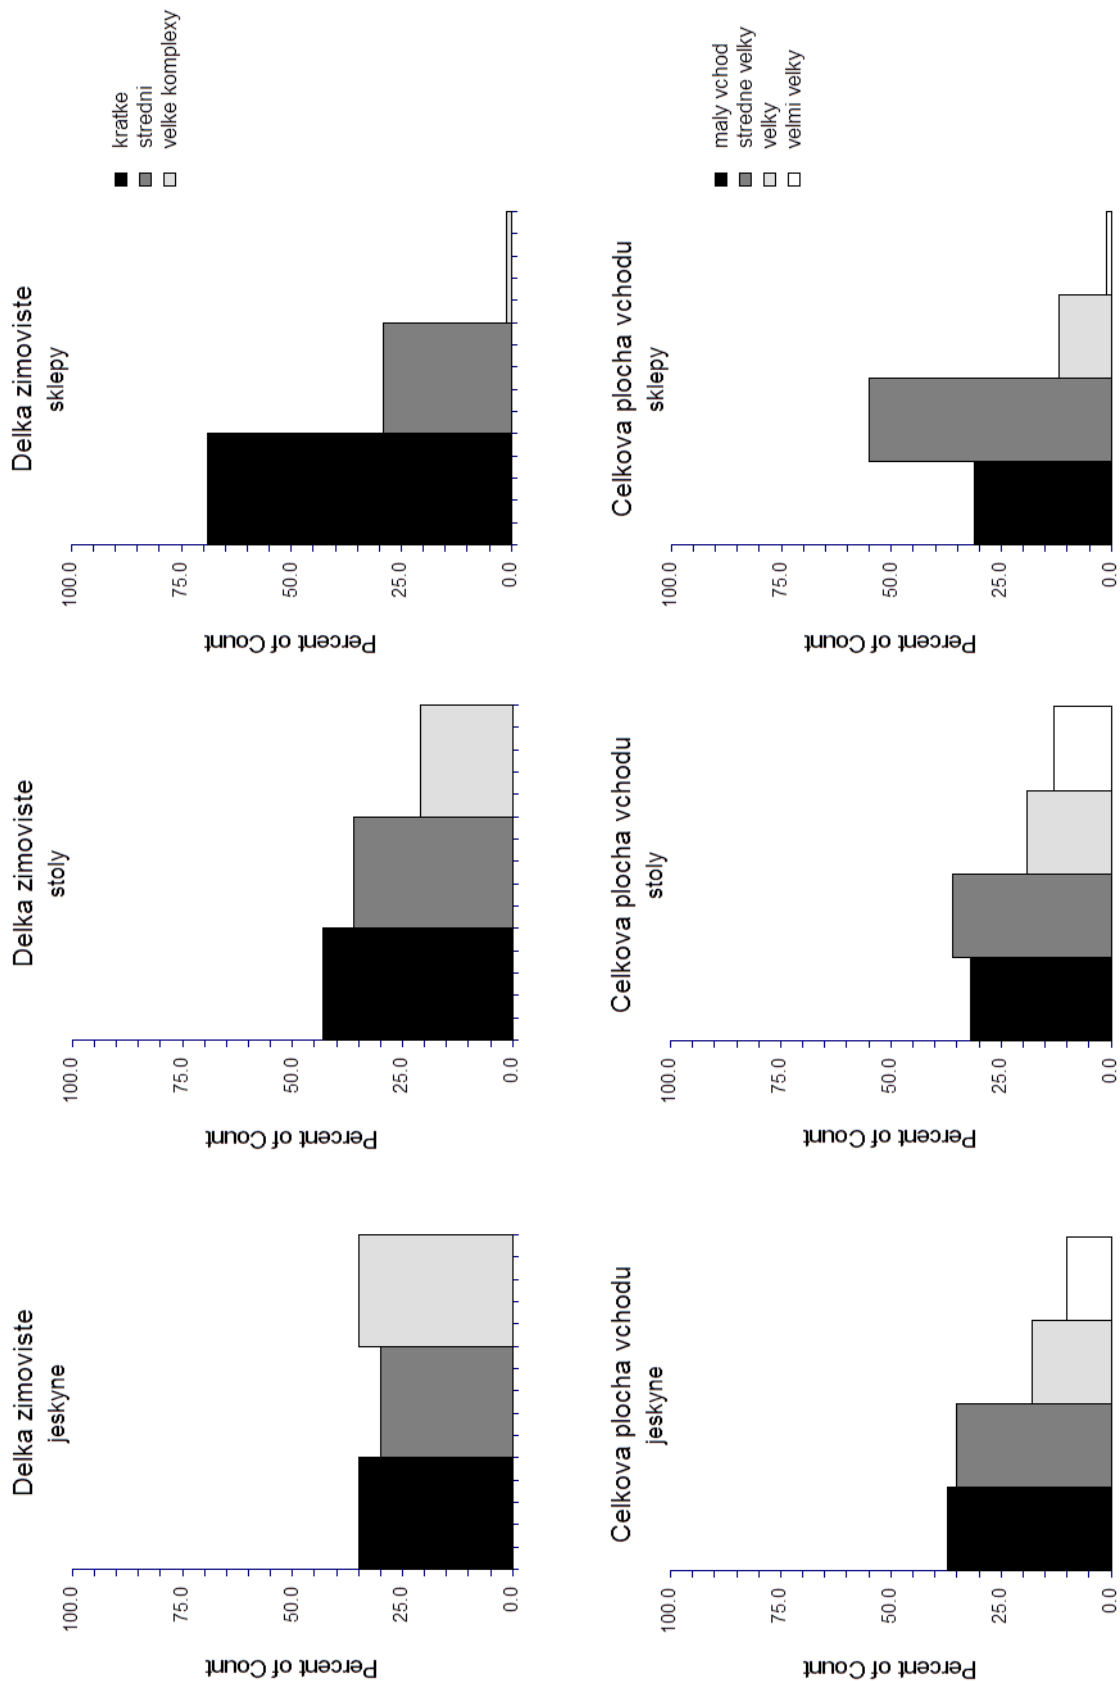 Delka zimoviste
jeskyne
Percent of Count
100.0
75.0
50.0
25.0
0.0
Delka zimoviste
stoly
Percent of Count
100.0
75.0
50.0
25.0
0.0
Delka zimoviste
sklepy
Percent of Count
100.0
75.0
50.0
25.0
0.0
kratke
stredni
velke komplexy
Celkova plocha vchodu
jeskyne
Percent of Count
100.0
75.0
50.0
25.0
0.0
Celkova plocha vchodu
stoly
Percent of Count
100.0
75.0
50.0
25.0
0.0
Celkova plocha vchodu
sklepy
Percent of Count
100.0
75.0
50.0
25.0
0.0
maly vchod
stredne velky
velky
velmi velky